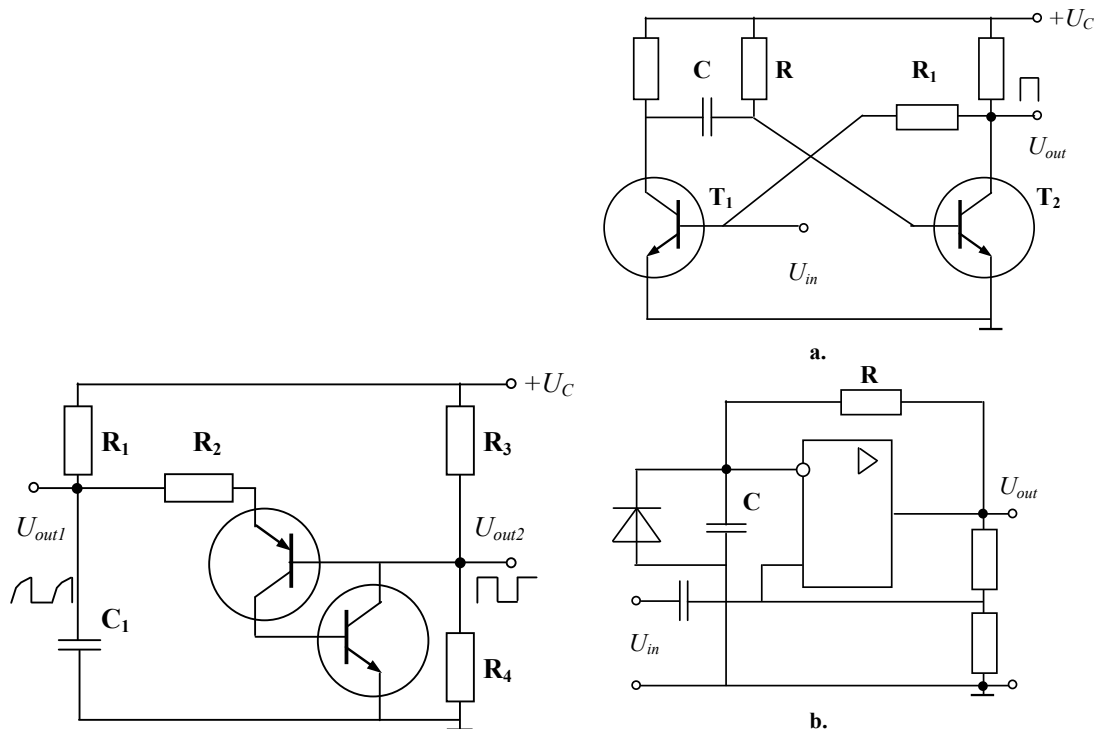 +U_C
C
R
R₁
U_out
T₁
T₂
U_in
a.
+U_C
R₁
R₂
R₃
U_out1
U_out2
C₁
R₄
R
C
U_out
U_in
b.